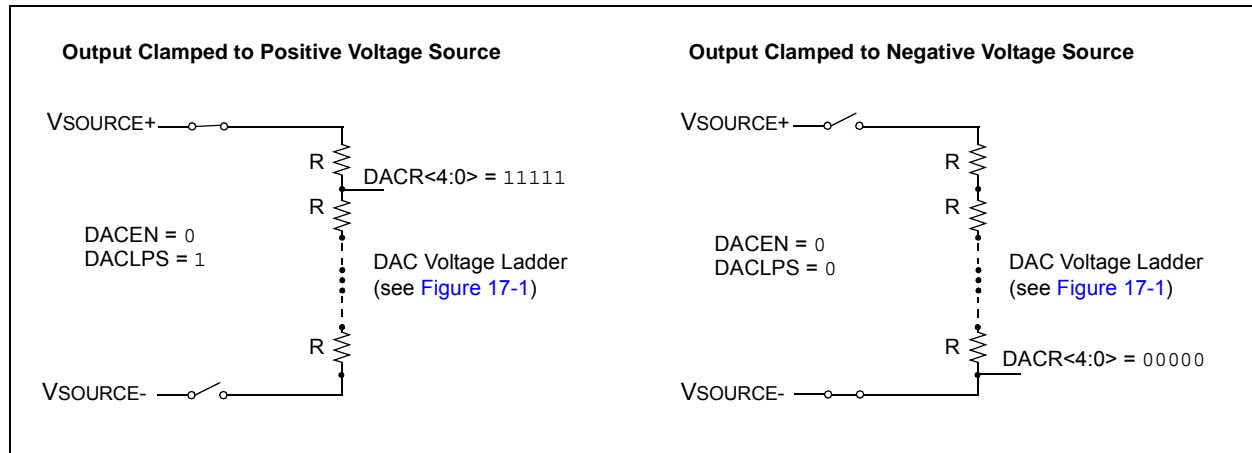 Output Clamped to Positive Voltage Source
VSOURCE+
R
DACR<4:0> = 11111
R
DACEN = 0
DACLPS = 1
DAC Voltage Ladder
(see Figure 17-1)
R
VSOURCE-
Output Clamped to Negative Voltage Source
VSOURCE+
R
R
DACEN = 0
DACLPS = 0
DAC Voltage Ladder
(see Figure 17-1)
R
DACR<4:0> = 00000
VSOURCE-